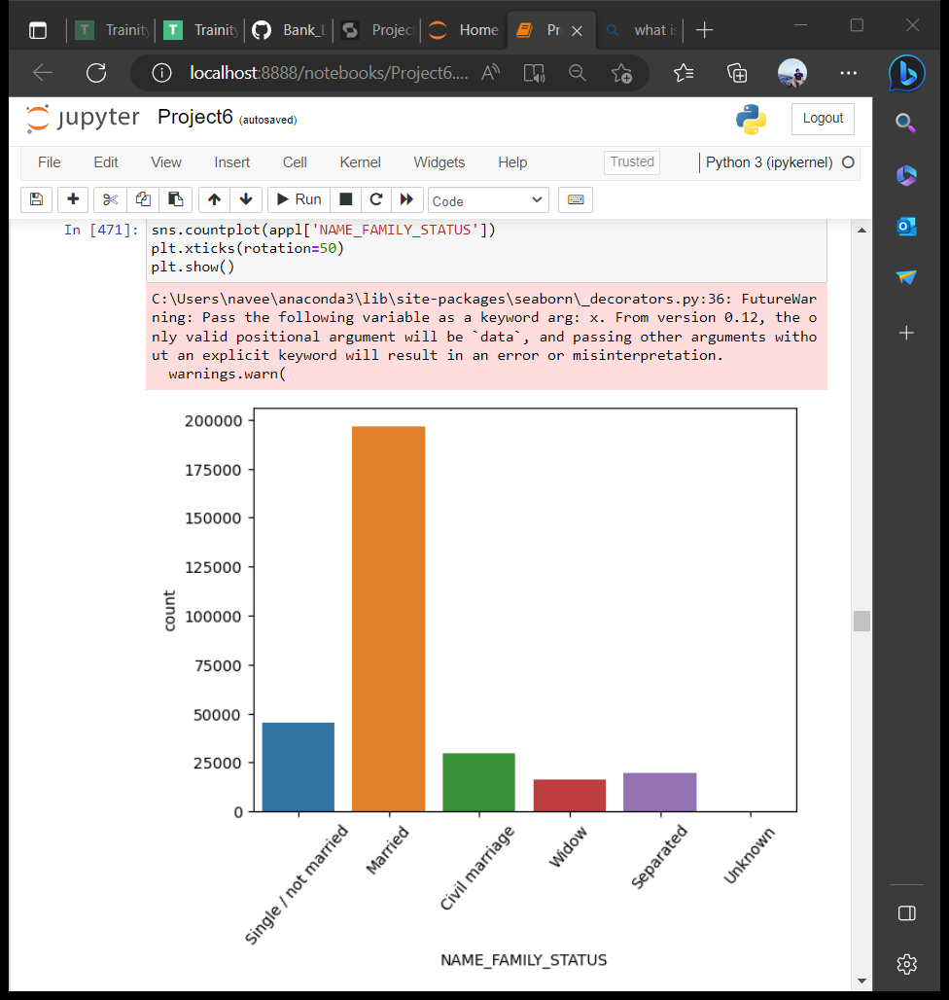 Trainity
Trainity
Bank_L
Projec
Home
Pr
what is
localhost:8888/notebooks/Project6....
jupyter Project6 (autosaved)
Logout
File Edit View Insert Cell Kernel Widgets Help
Trusted
Python 3 (ipykernel)
Run
Code
In [471]: sns.countplot(appl['NAME_FAMILY_STATUS'])
plt.xticks(rotation=50)
plt.show()
C:\Users\navee\anaconda3\lib\site-packages\seaborn\_decorators.py:36: FutureWar
ning: Pass the following variable as a keyword arg: x. From version 0.12, the o
nly valid positional argument will be `data`, and passing other arguments witho
ut an explicit keyword will result in an error or misinterpretation.
warnings.warn(
200000
175000
150000
125000
100000
75000
50000
25000
0
count
Single / not married
Married
Civil marriage
Widow
Separated
Unknown
NAME_FAMILY_STATUS